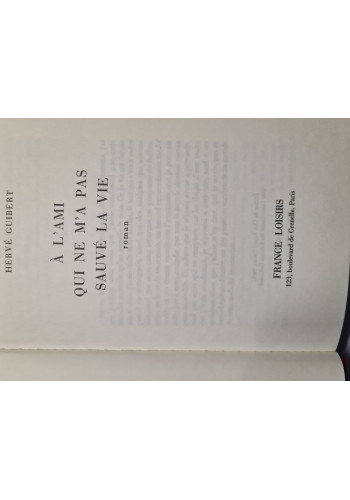 HERVÉ GUIBERT
À L'AMI
QUI NE M'A PAS
SAUVÉ LA VIE
roman
FRANCE LOISIRS
123, boulevard de Grenelle, Paris